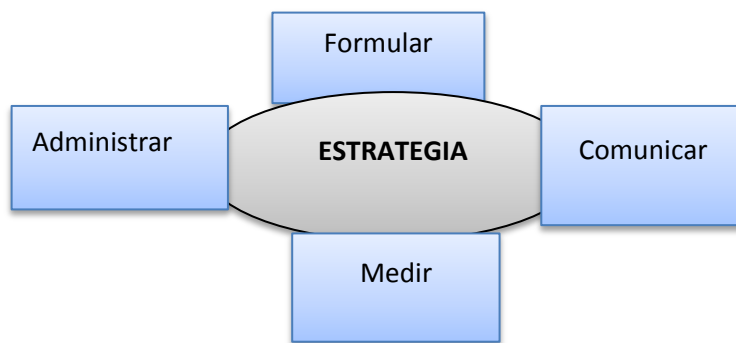 Formular
Administrar
ESTRATEGIA
Comunicar
Medir